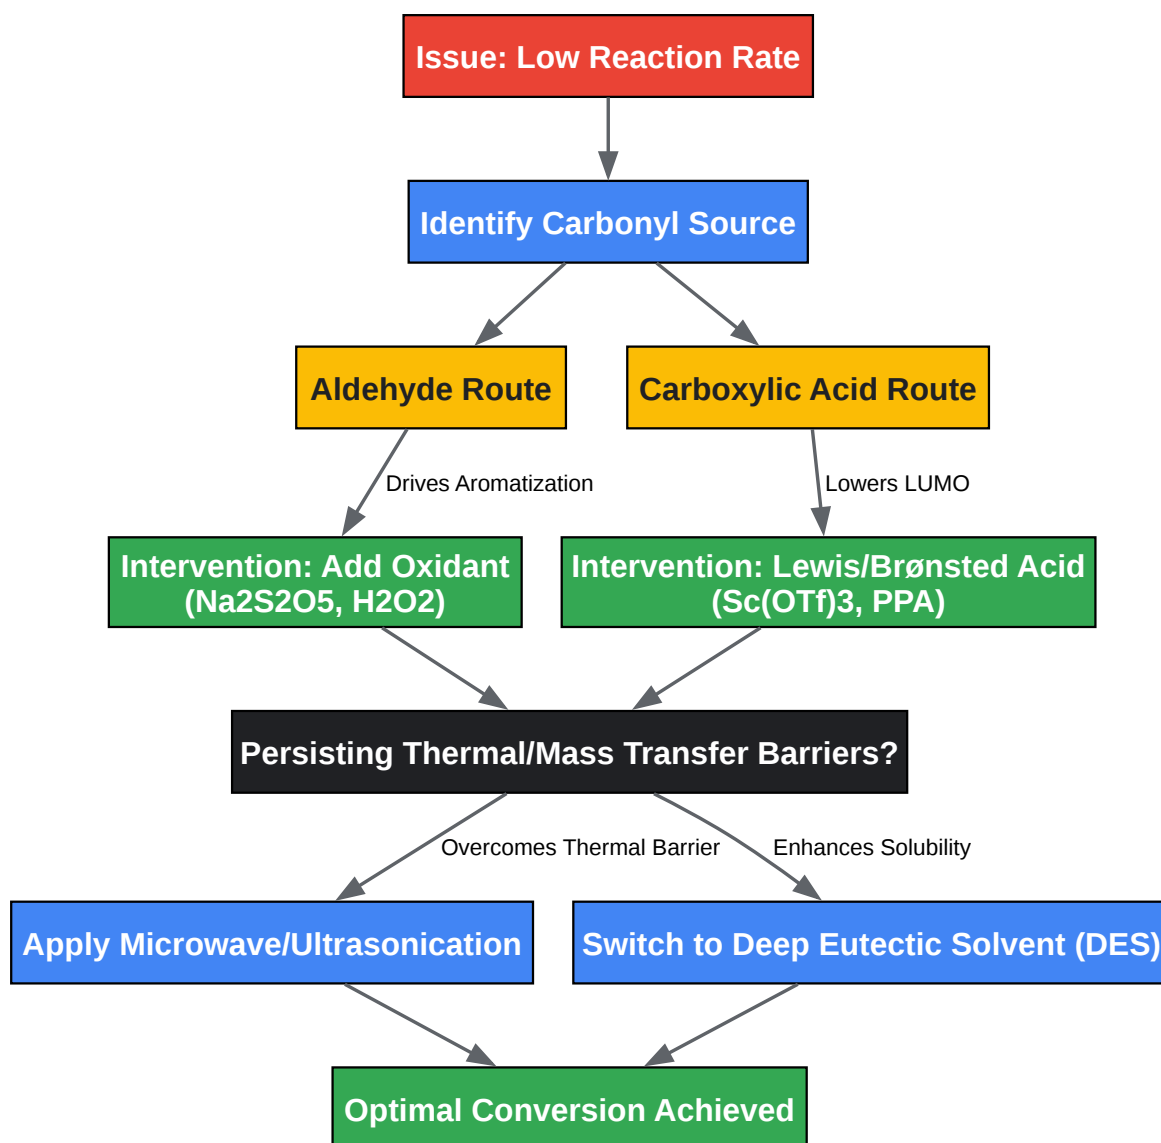 Issue: Low Reaction Rate
Identify Carbonyl Source
Aldehyde Route
Carboxylic Acid Route
Drives Aromatization
Lowers LUMO
Intervention: Add Oxidant
(Na2S2O5, H2O2)
Intervention: Lewis/Brønsted Acid
(Sc(OTf)3, PPA)
Persisting Thermal/Mass Transfer Barriers?
Overcomes Thermal Barrier
Enhances Solubility
Apply Microwave/Ultrasonication
Switch to Deep Eutectic Solvent (DES)
Optimal Conversion Achieved